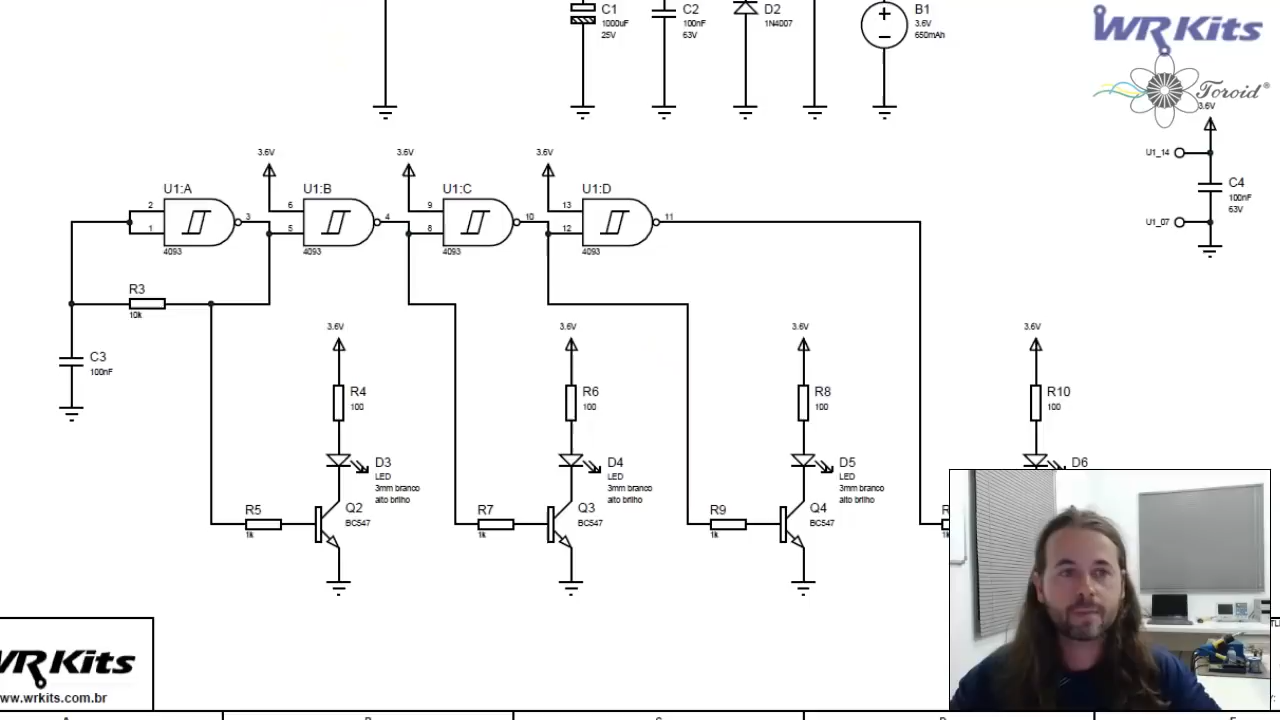 C1
1000uF
25V
C2
100nF
63V
D2
1N4007
B1
3.6V
650mAh
WR Kits
Toroid®
3.6V
U1_14
C4
100nF
63V
U1_07
3.6V
3.6V
3.6V
U1:A
U1:B
U1:C
U1:D
2
1
3
6
5
4
9
8
10
13
12
11
4093
4093
4093
4093
R3
10k
C3
100nF
3.6V
3.6V
3.6V
3.6V
R4
100
R6
100
R8
100
R10
100
D3
LED
3mm branco
alto brilho
D4
LED
3mm branco
alto brilho
D5
LED
3mm branco
alto brilho
D6
R5
1k
Q2
BC547
R7
1k
Q3
BC547
R9
1k
Q4
BC547
WR Kits
www.wrkits.com.br